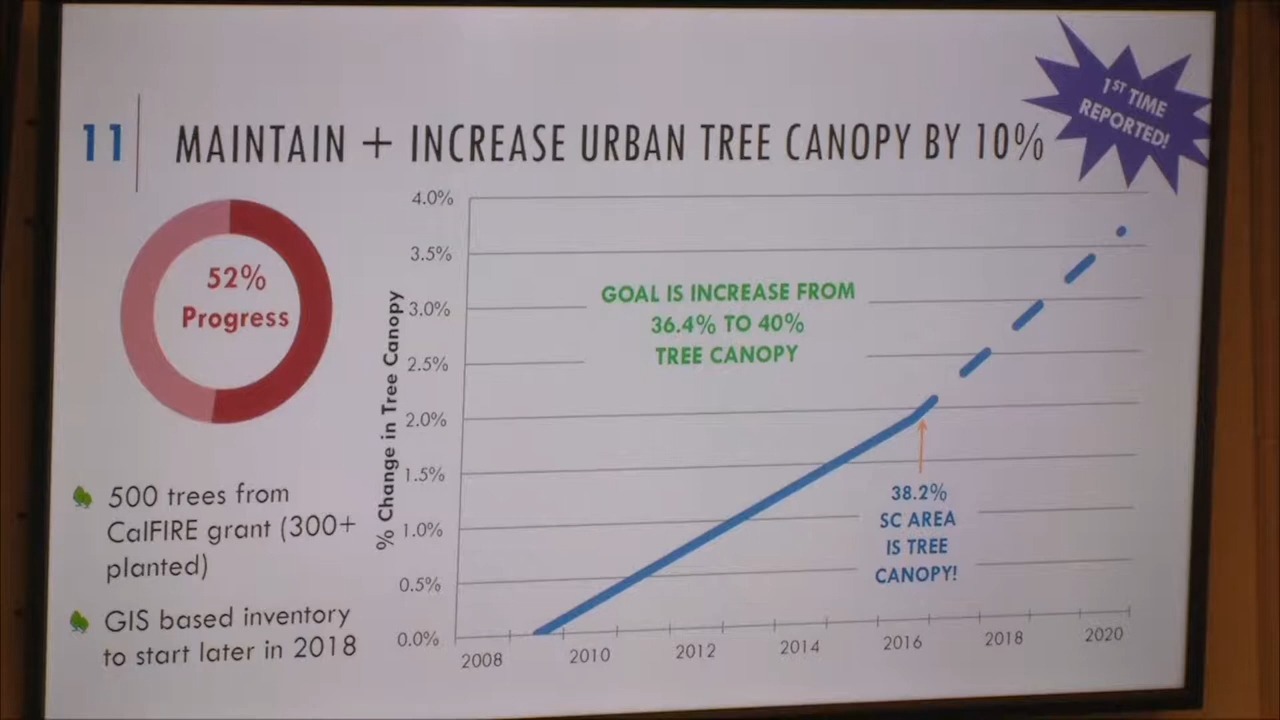 1ST TIME
REPORTED!
11
MAINTAIN + INCREASE URBAN TREE CANOPY BY 10%
52%
Progress
500 trees from
CalFIRE grant (300+
planted)
GIS based inventory
to start later in 2018
% Change in Tree Canopy
4.0%
3.5%
3.0%
2.5%
2.0%
1.5%
1.0%
0.5%
0.0%
GOAL IS INCREASE FROM
36.4% TO 40%
TREE CANOPY
38.2%
SC AREA
IS TREE
CANOPY!
2008
2010
2012
2014
2016
2018
2020